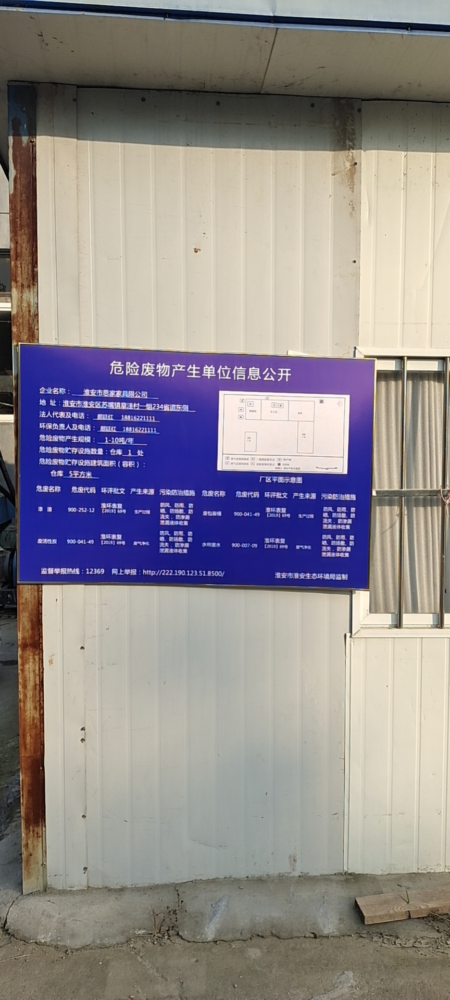 危险废物产生单位信息公开
企业名称： 淮安市思家家具限公司
地 址：淮安市淮安区苏嘴镇皇洼村一组234省道东侧
法人代表及电话： 18816221111
环保负责人及电话： 18816221111
危险废物产生规模： 1-10吨/年
危险废物贮存设施数量：仓库 1 处
危险废物贮存设施建筑面积（容积）：
仓库 5平方米
厂区平面示意图
危废名称 危废代码 环评批文 产生来源 污染防治措施 危废名称 危废代码 环评批文 产生来源 污染防治措施
漆 渣 900-252-12 淮环表复【2019】69号 生产过程 防风、防雨、防晒、防扬散、防流失、防渗漏泄漏液体收集 废包装桶 900-041-49 淮环表复【2019】69号 生产过程 防风、防雨、防晒、防扬散、防流失、防渗漏泄漏液体收集
废活性炭 900-041-49 淮环表复【2019】69号 废气净化 防风、防雨、防晒、防扬散、防流失、防渗漏泄漏液体收集 水帘废水 900-007-09 淮环表复【2019】69号 废气净化 防风、防雨、防晒、防扬散、防流失、防渗漏泄漏液体收集
监督举报热线：12369 网上举报：http://222.190.123.51.8500/ 淮安市淮安生态环境局监制